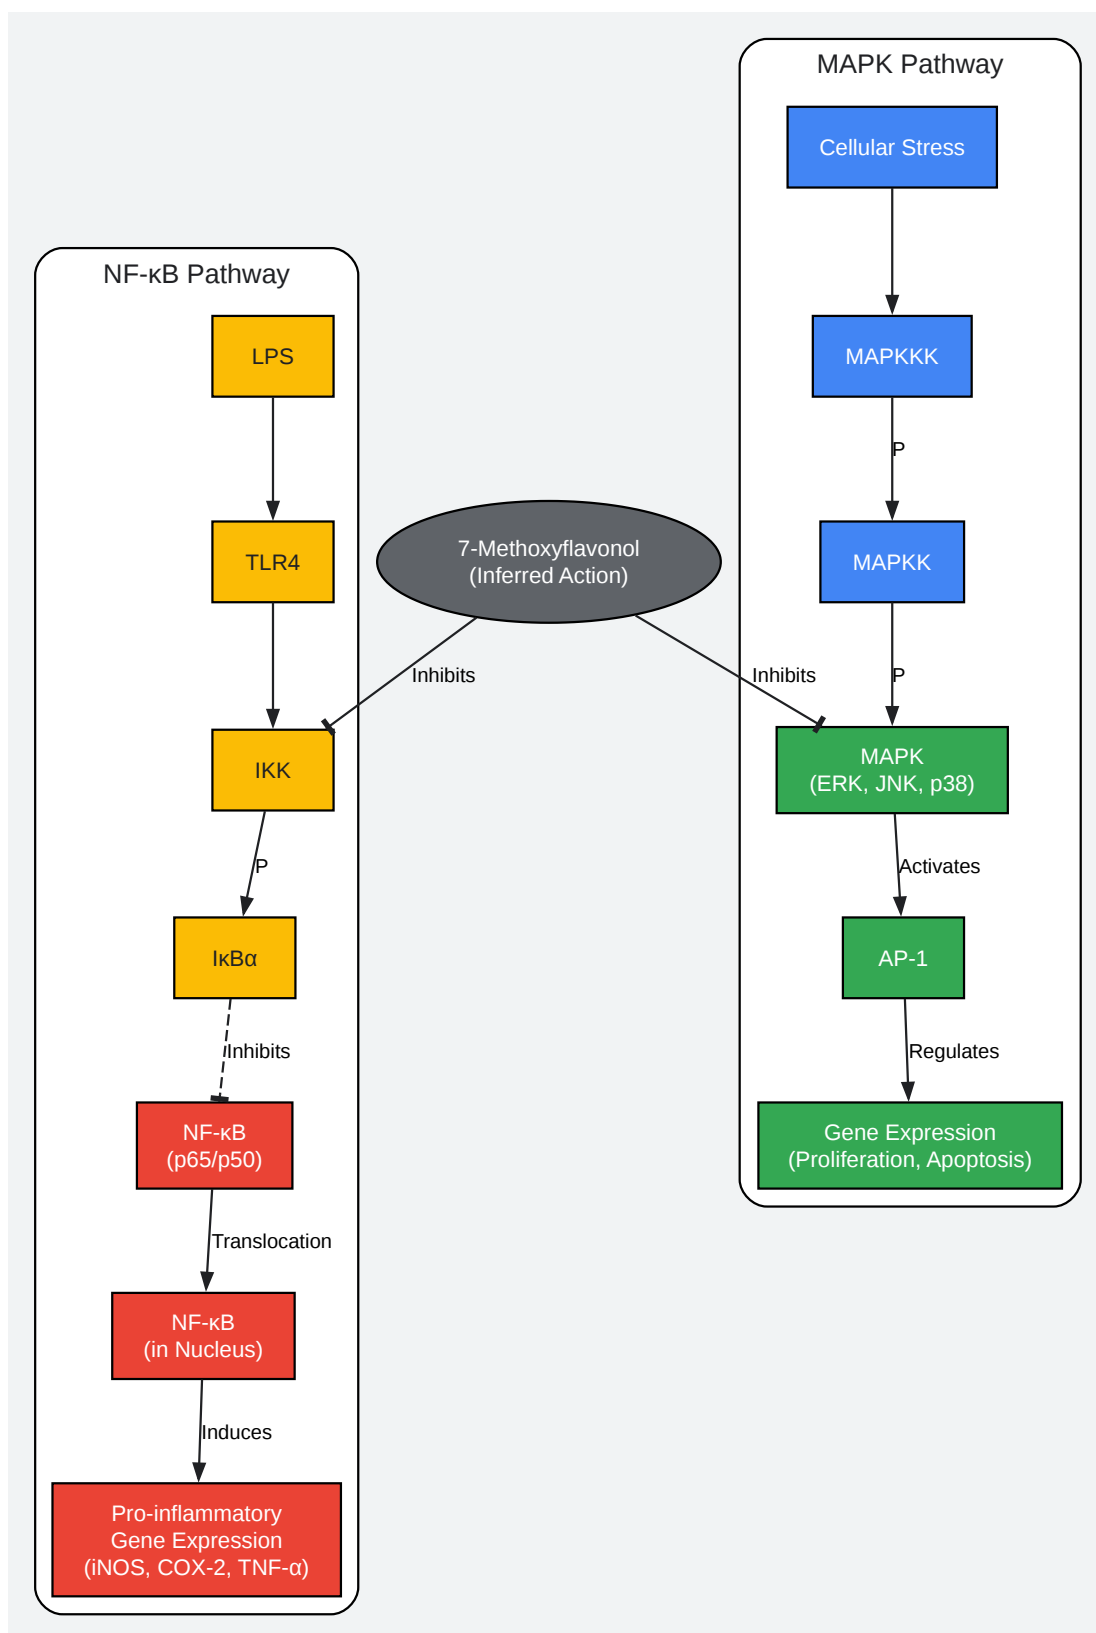 MAPK Pathway
Cellular Stress
MAPKKK
P
MAPKK
P
MAPK
(ERK, JNK, p38)
Activates
AP-1
Regulates
Gene Expression
(Proliferation, Apoptosis)
7-Methoxyflavonol
(Inferred Action)
Inhibits
Inhibits
NF-κB Pathway
LPS
TLR4
IKK
P
IκBα
Inhibits
NF-κB
(p65/p50)
Translocation
NF-κB
(in Nucleus)
Induces
Pro-inflammatory
Gene Expression
(iNOS, COX-2, TNF-α)